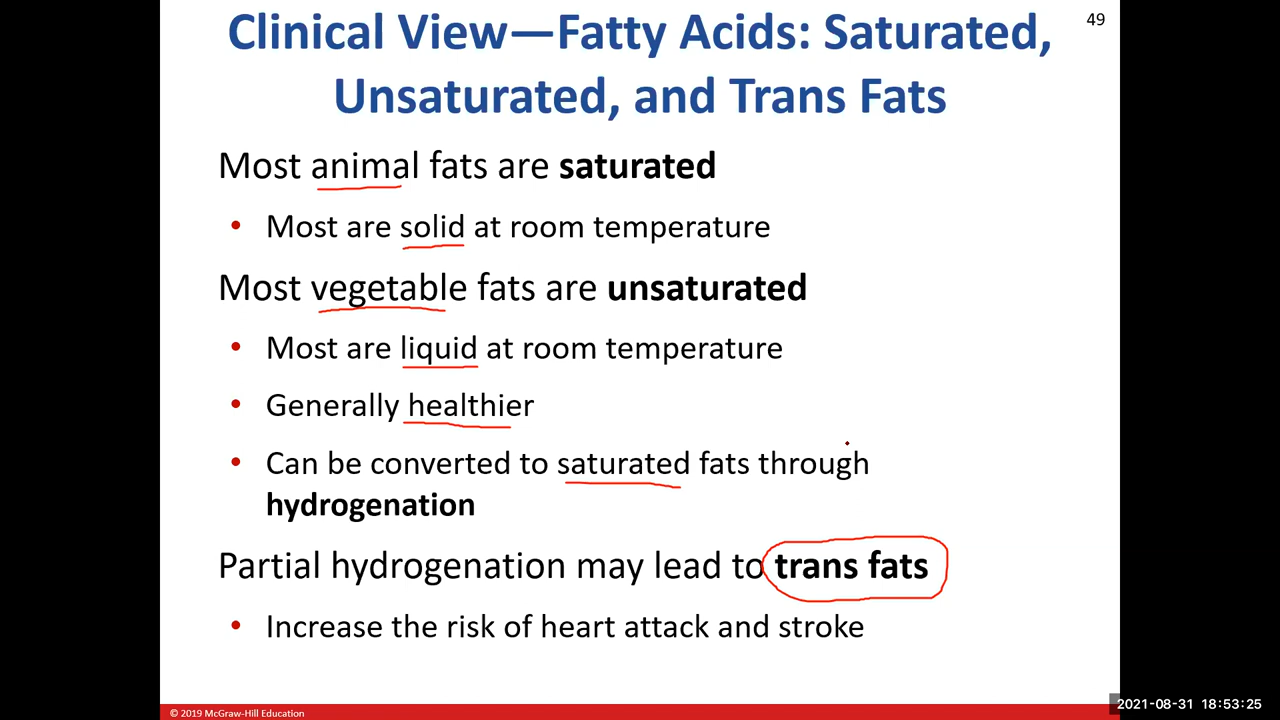 Clinical View—Fatty Acids: Saturated,
49
Unsaturated, and Trans Fats
Most animal fats are saturated
• Most are solid at room temperature
Most vegetable fats are unsaturated
• Most are liquid at room temperature
• Generally healthier
• Can be converted to saturated fats through
hydrogenation
Partial hydrogenation may lead to trans fats
• Increase the risk of heart attack and stroke
© 2019 McGraw-Hill Education
2021-08-31 18:53:25